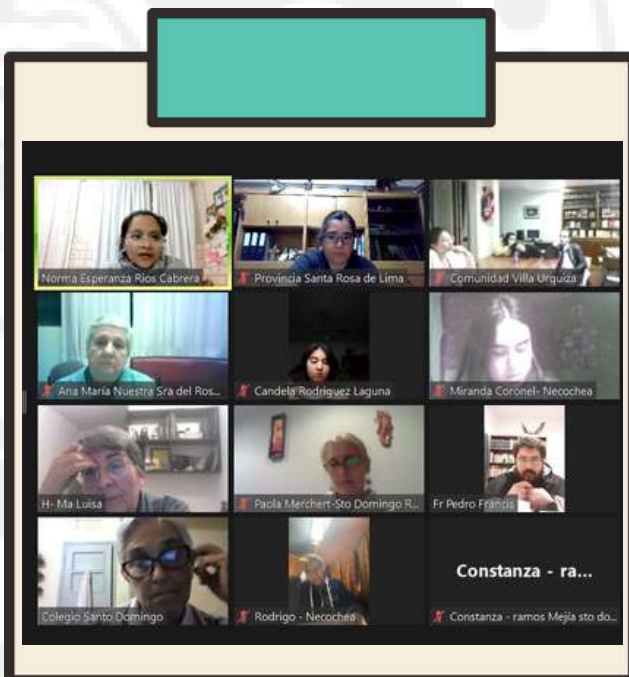 Norma Esperanza Rios Cabrera
Provincia Santa Rosa de Lima
Comunidad Villa Urquiza
Ana María Nuestra Sra del Ros...
Candela Rodriguez Laguna
Miranda Coronel- Necochea
H- Ma Luisa
Paola Merchert-Sto Domingo R...
Fr Pedro Francis
Colegio Santo Domingo
Rodrigo - Necochea
Constanza - ra...
Constanza - ramos Mejía sto do...